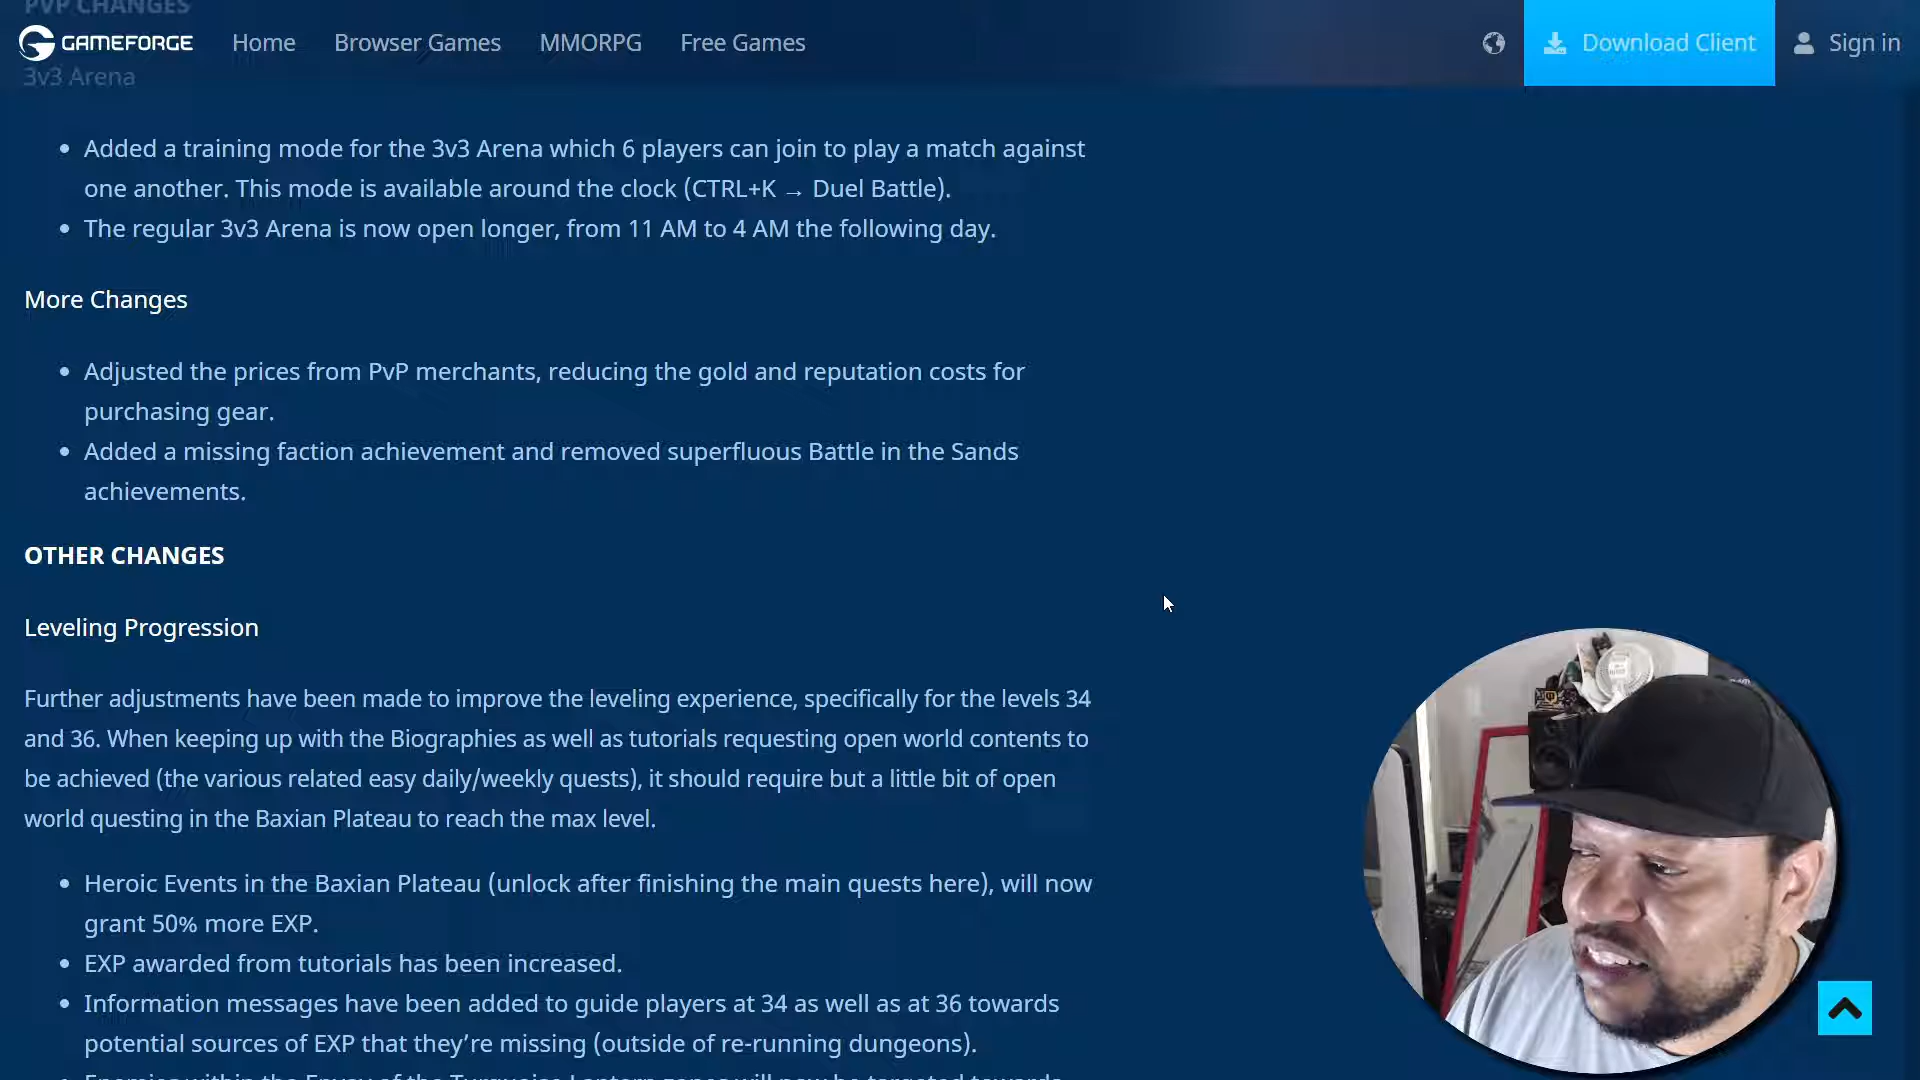 PVP CHANGES
GAMEFORGE Home Browser Games MMORPG Free Games Download Client Sign in
3v3 Arena
• Added a training mode for the 3v3 Arena which 6 players can join to play a match against
one another. This mode is available around the clock (CTRL+K → Duel Battle).
• The regular 3v3 Arena is now open longer, from 11 AM to 4 AM the following day.
More Changes
• Adjusted the prices from PvP merchants, reducing the gold and reputation costs for
purchasing gear.
• Added a missing faction achievement and removed superfluous Battle in the Sands
achievements.
OTHER CHANGES
Leveling Progression
Further adjustments have been made to improve the leveling experience, specifically for the levels 34
and 36. When keeping up with the Biographies as well as tutorials requesting open world contents to
be achieved (the various related easy daily/weekly quests), it should require but a little bit of open
world questing in the Baxian Plateau to reach the max level.
• Heroic Events in the Baxian Plateau (unlock after finishing the main quests here), will now
grant 50% more EXP.
• EXP awarded from tutorials has been increased.
• Information messages have been added to guide players at 34 as well as at 36 towards
potential sources of EXP that they’re missing (outside of re-running dungeons).